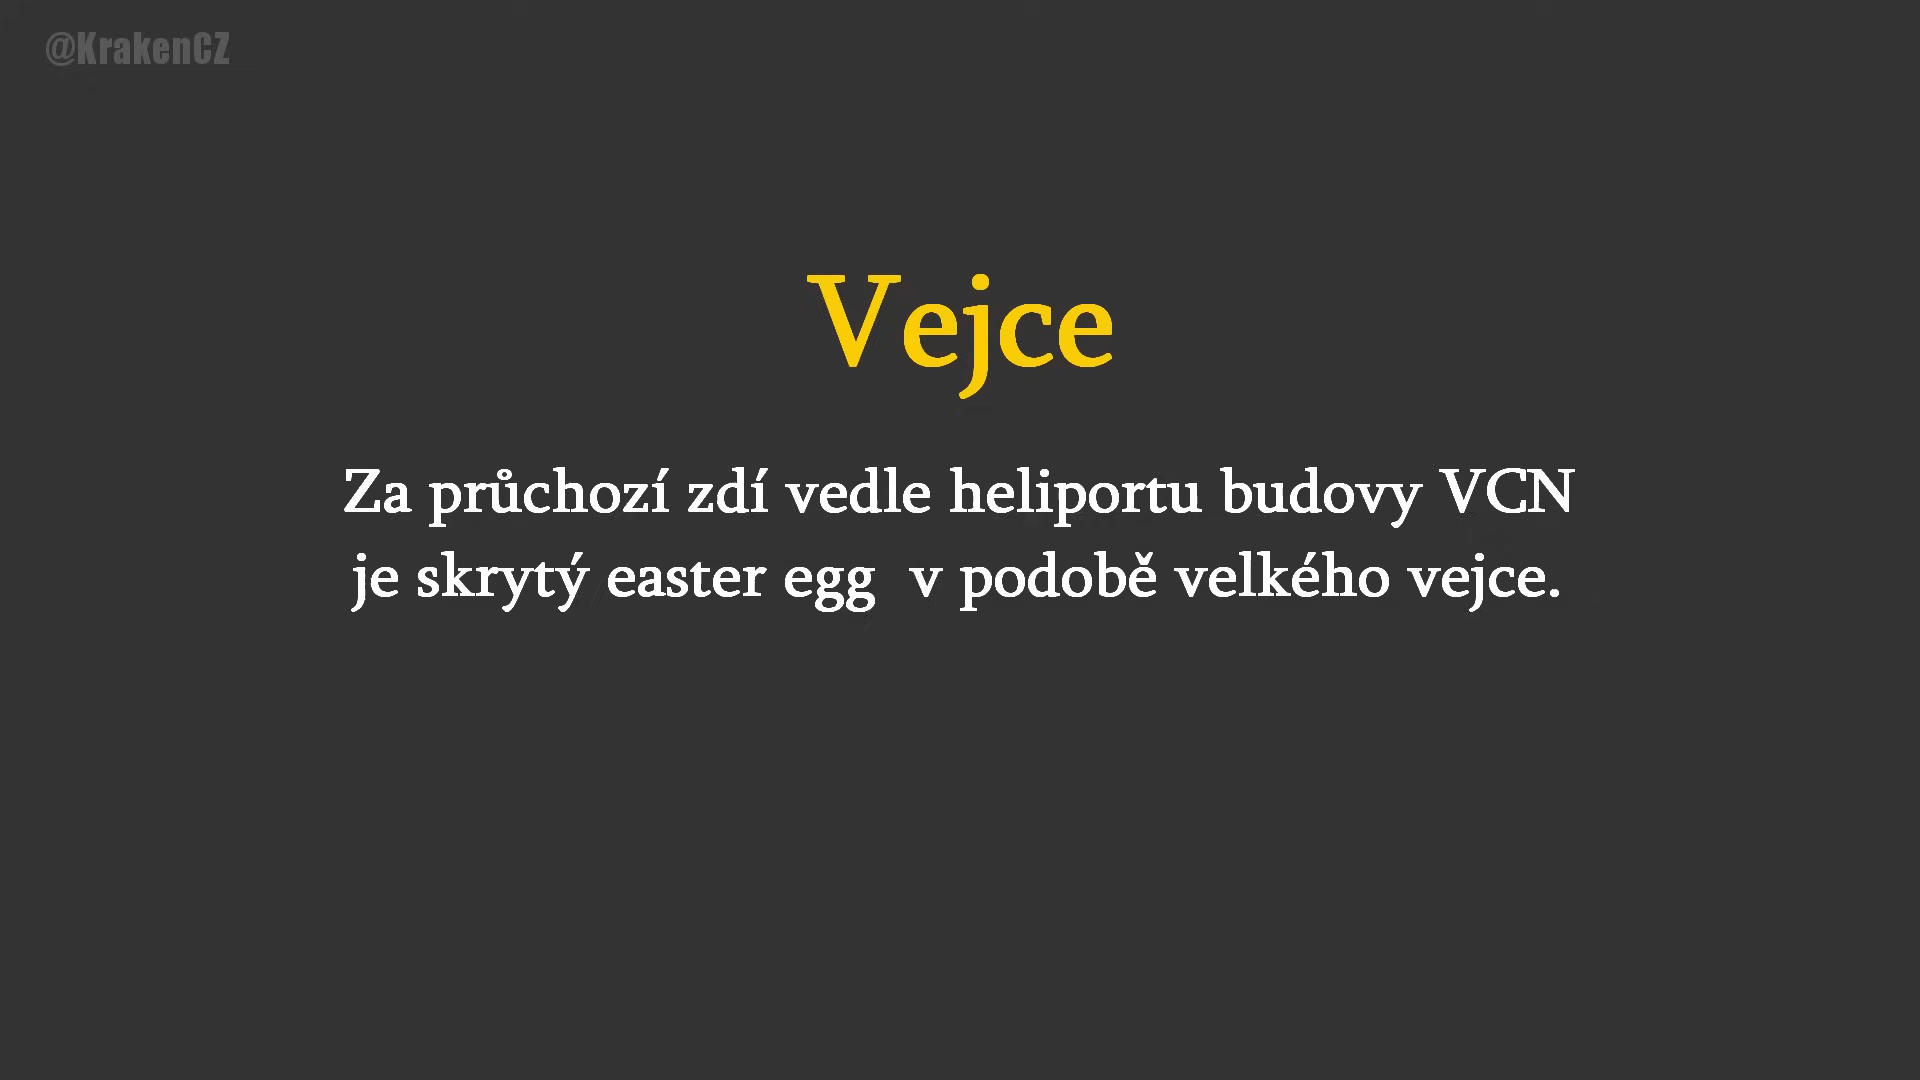 @KrakenCZ
Vejce
Za průchozí zdí vedle heliportu budovy VCN
je skrytý easter egg  v podobě velkého vejce.